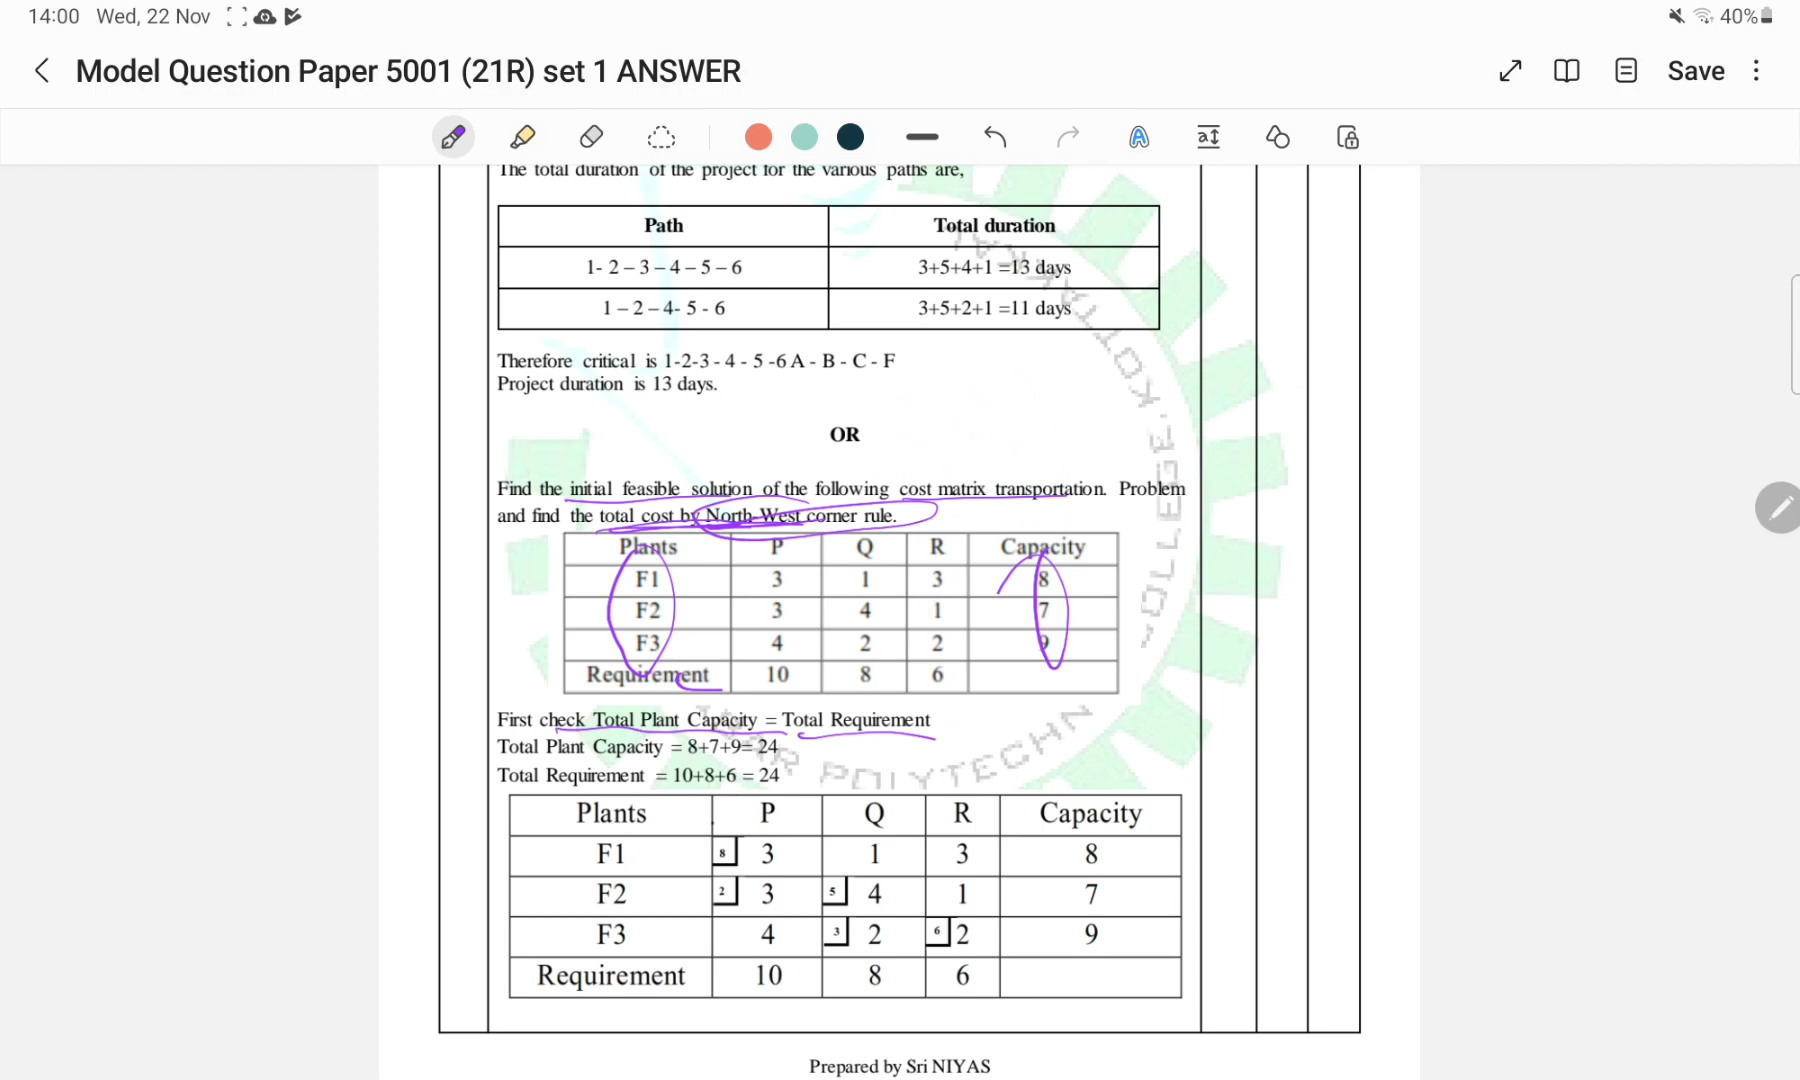 14:00 Wed, 22 Nov
40%
Model Question Paper 5001 (21R) set 1 ANSWER
Save
The total duration of the project for the various paths are,
Path Total duration
1- 2 – 3 – 4 – 5 – 6 3+5+4+1 =13 days
1 – 2 – 4- 5 - 6 3+5+2+1 =11 days
Therefore critical is 1-2-3 - 4 - 5 -6 A - B - C - F
Project duration is 13 days.
OR
Find the initial feasible solution of the following cost matrix transportation. Problem
and find the total cost by North-West corner rule.
Plants P Q R Capacity
F1 3 1 3 8
F2 3 4 1 7
F3 4 2 2 9
Requirement 10 8 6
First check Total Plant Capacity = Total Requirement
Total Plant Capacity = 8+7+9= 24
Total Requirement = 10+8+6 = 24
Plants P Q R Capacity
F1 8 3 1 3 8
F2 2 3 5 4 1 7
F3 4 3 2 6 2 9
Requirement 10 8 6
Prepared by Sri NIYAS